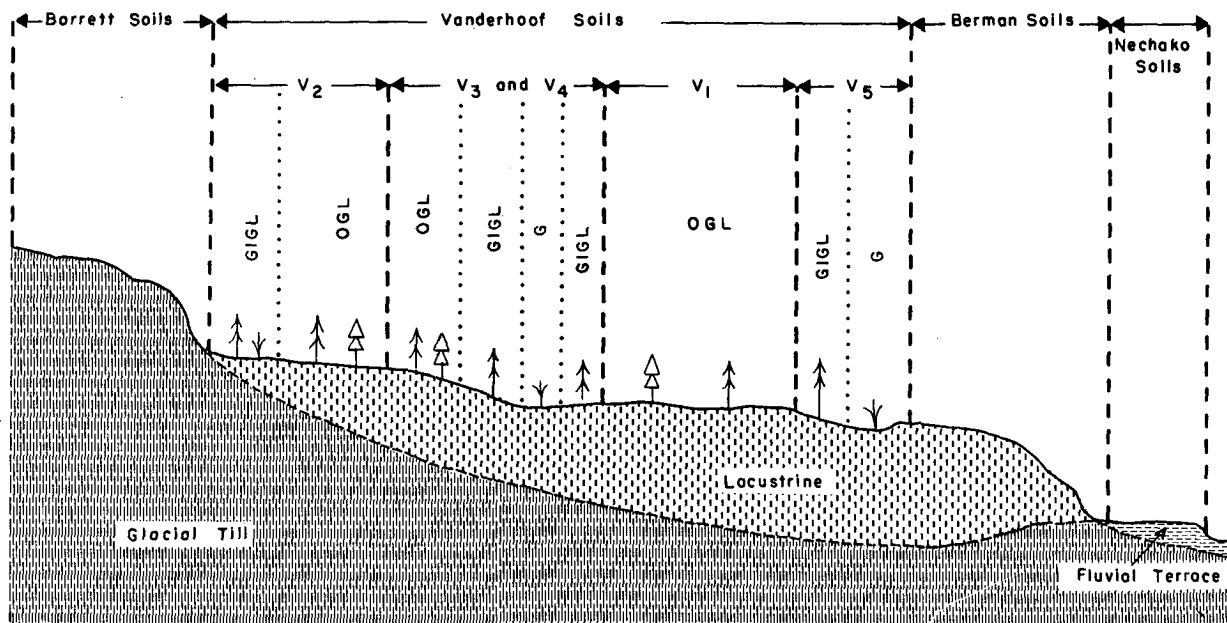 Barrett Soils
Vanderhoof Soils
Berman Soils
Nechako
Soils
V2
V3 and V4
V1
V5
GIGL
OGL
OGL
GIGL
G
GIGL
OGL
GIGL
G
Lacustrine
Glacial Till
Fluvial Terrace